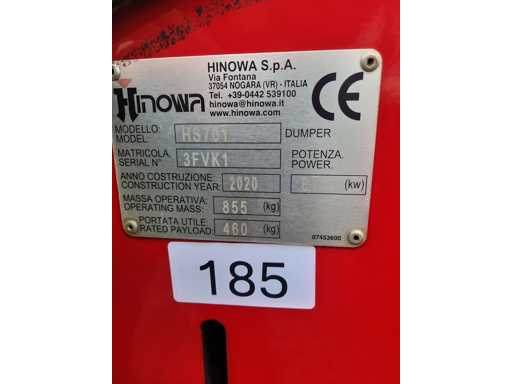 HINOWA S.p.A.
Via Fontana
37054 NOGARA (VR) - ITALIA
Tel. +39-0442 539100
hinowa@hinowa.it
www.hinowa.com
HINOWA
CE
MODELLO:
MODEL: DUMPER
MATRICOLA.
SERIAL N°. 3FVK1 POTENZA.
POWER.
ANNO COSTRUZIONE
CONSTRUCTION YEAR: 2020 (kw)
MASSA OPERATIVA:
OPERATING MASS: 855 (kg)
PORTATA UTILE:
RATED PAYLOAD: 460 (kg)
07453600
185